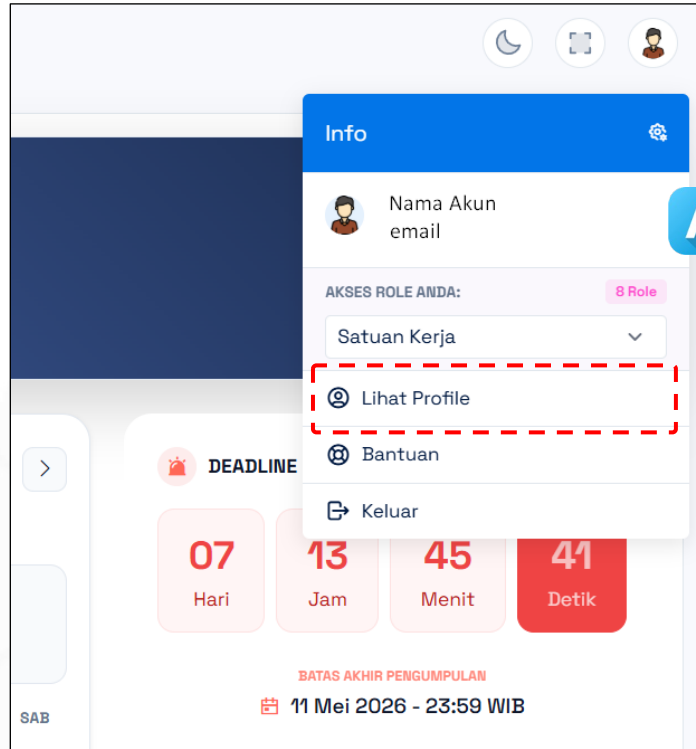 Info
Nama Akun
email
AKSES ROLE ANDA:
8 Role
Satuan Kerja
Lihat Profile
Bantuan
Keluar
DEADLINE
07
13
45
41
Hari
Jam
Menit
Detik
BATAS AKHIR PENGUMPULAN
11 Mei 2026 - 23:59 WIB
SAB